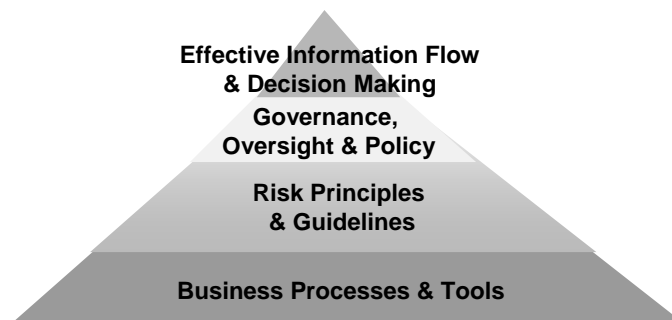 Effective Information Flow
& Decision Making
Governance,
Oversight & Policy
Risk Principles
& Guidelines
Business Processes & Tools